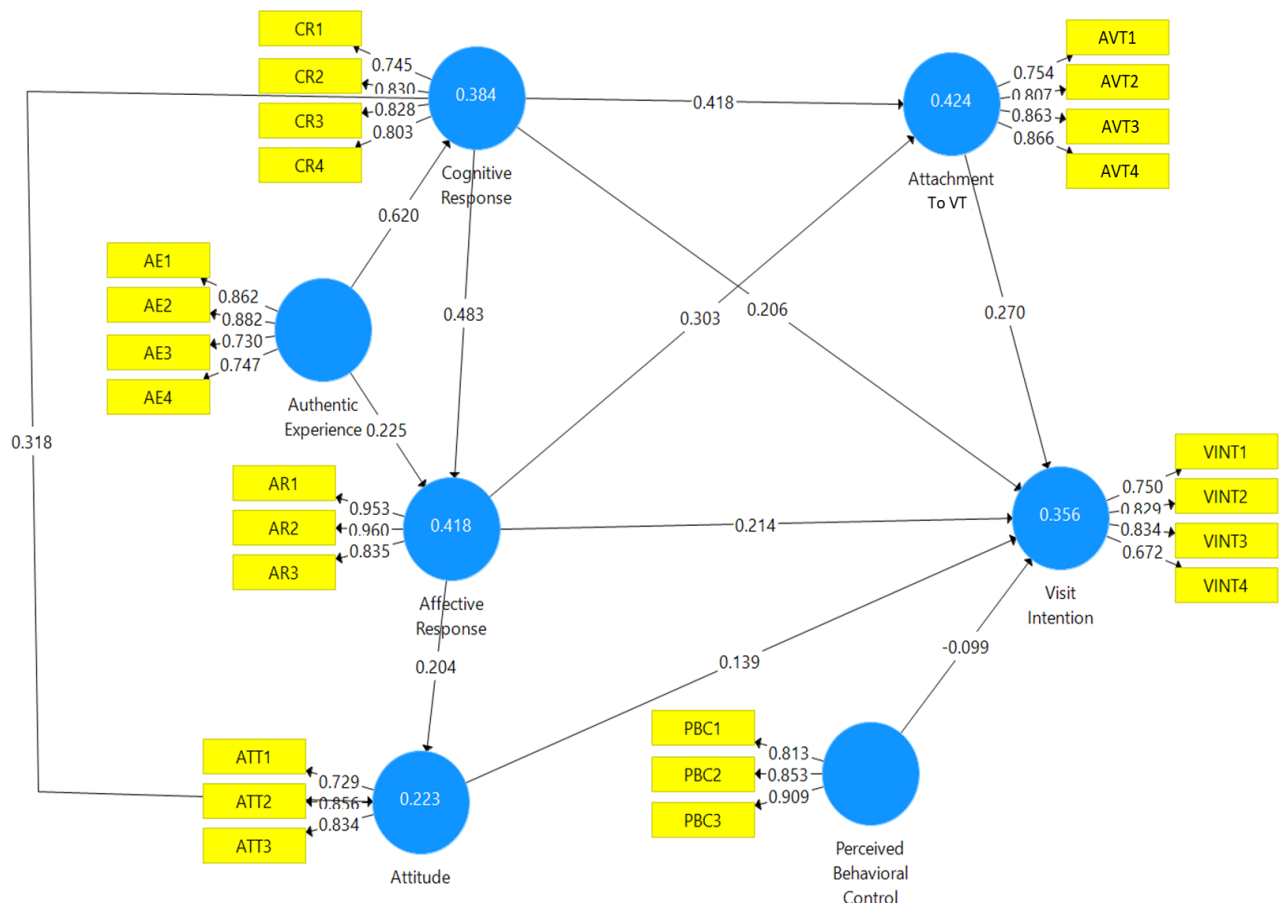 CR1
CR2
CR3
CR4
0.745
0.830
0.828
0.803
0.384
Cognitive
Response
0.418
0.424
Attachment
To VT
0.754
0.807
0.863
0.866
AVT1
AVT2
AVT3
AVT4
0.620
AE1
AE2
AE3
AE4
0.862
0.882
0.730
0.747
Authentic
Experience
0.225
0.483
0.303
0.206
0.270
0.318
AR1
AR2
AR3
0.953
0.960
0.835
0.418
Affective
Response
0.214
0.356
Visit
Intention
0.750
0.829
0.834
0.672
VINT1
VINT2
VINT3
VINT4
0.204
0.139
-0.099
ATT1
ATT2
ATT3
0.729
0.856
0.834
0.223
Attitude
PBC1
PBC2
PBC3
0.813
0.853
0.909
Perceived
Behavioral
Control